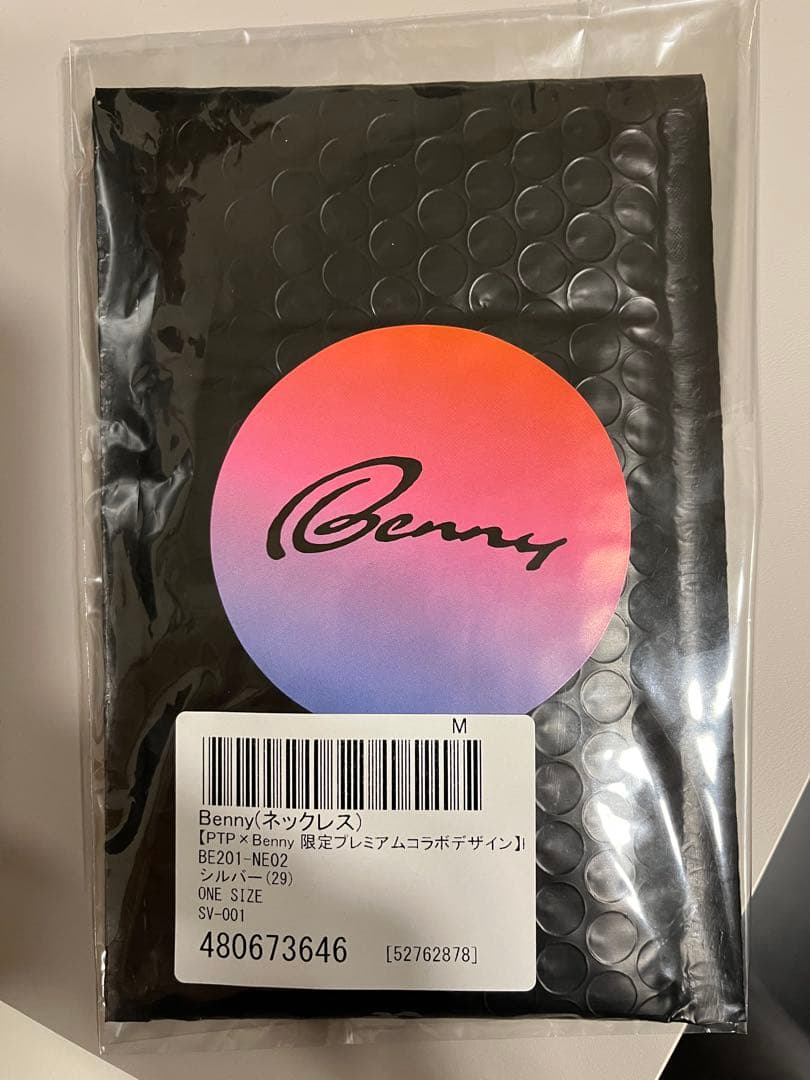 Benny
M
Benny(ネックレス)
【PTP×Benny 限定プレミアムコラボデザイン】
BE201-NE02
シルバー(29)
ONE SIZE
SV-001
480673646 [52762878]